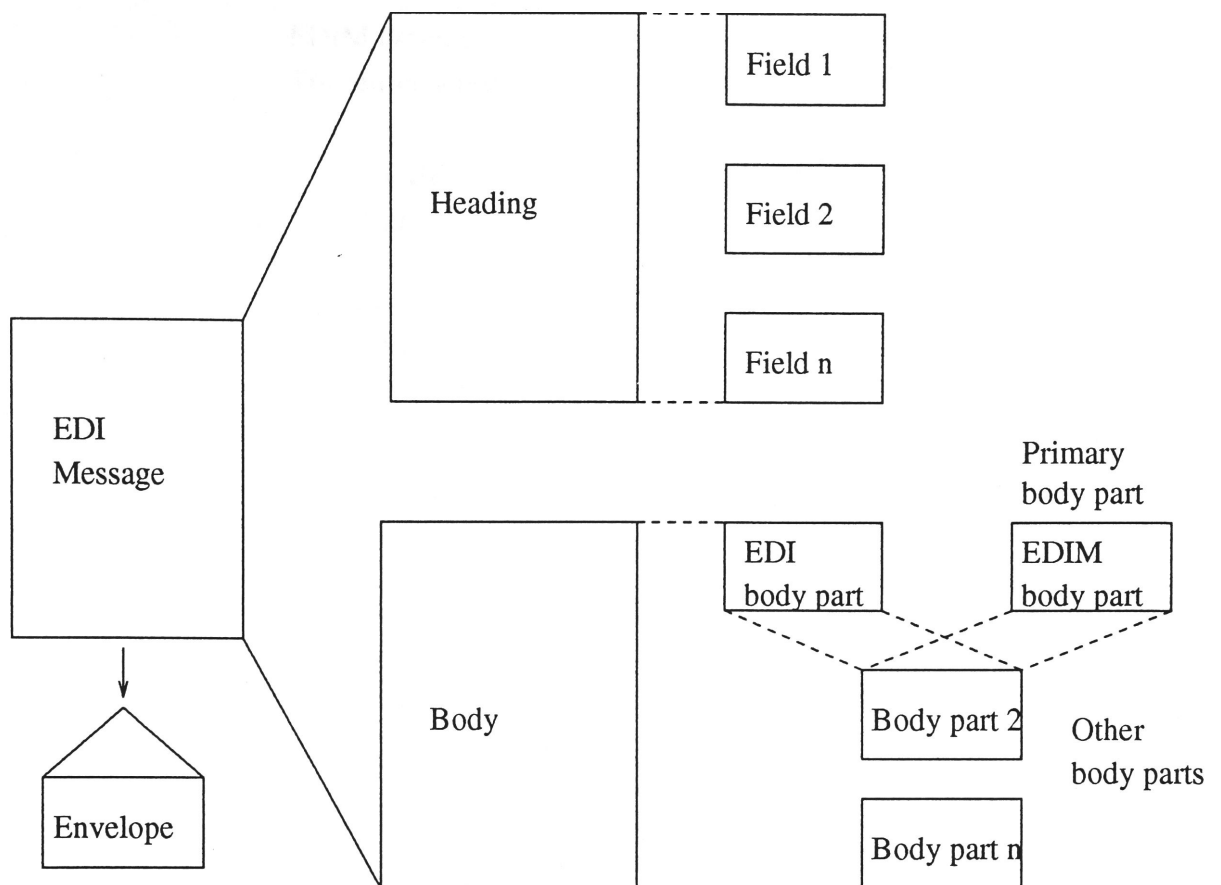 Field 1
Heading
Field 2
Field n
EDI
Message
Primary
body part
EDI
body part
EDIM
body part
Body
Body part 2
Other
body parts
Envelope
Body part n